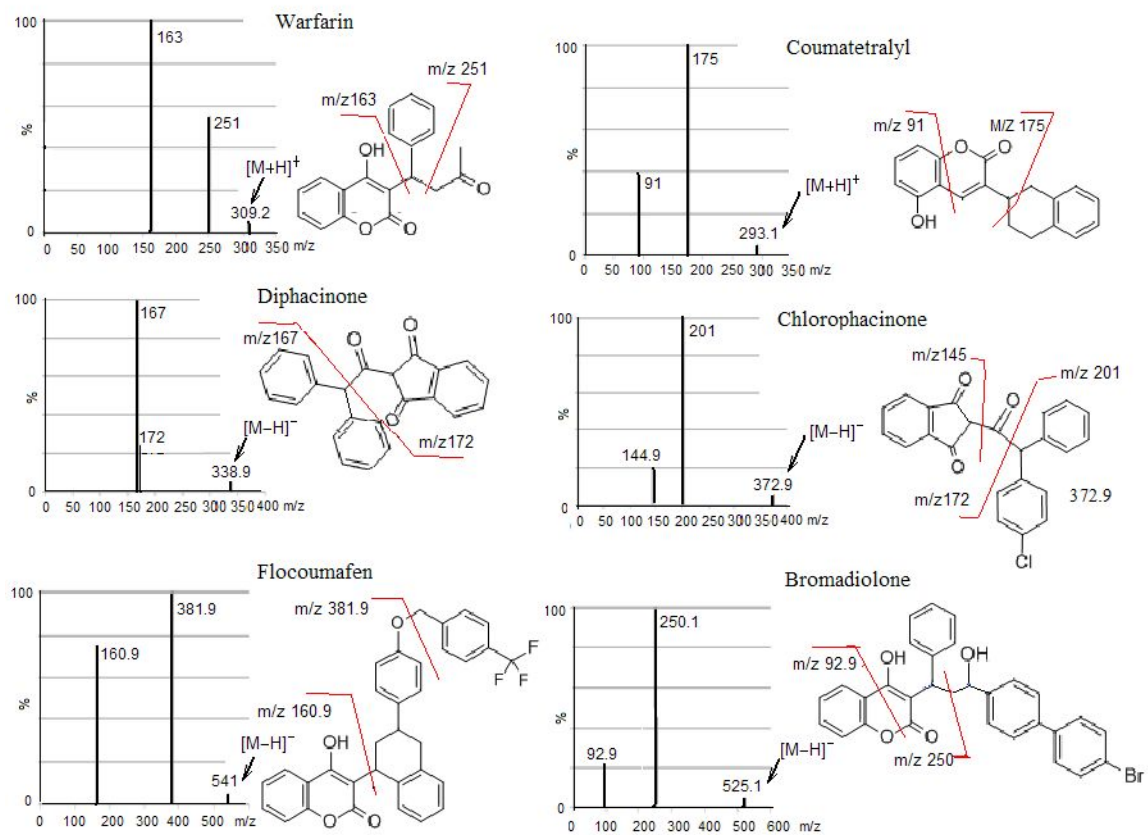 Warfarin
100
163
251
[M+H]+
309.2
%
0
0 50 100 150 200 250 300 350 m/z
m/z163
m/z 251
OH
O
O
O
Coumatetralyl
100
175
91
[M+H]+
293.1
%
0
0 50 100 150 200 250 300 350 m/z
m/z 91
M/Z 175
O
O
OH
Diphacinone
100
167
172
[M−H]−
338.9
%
0
0 50 100 150 200 250 300 350 400 m/z
m/z167
m/z172
O
O
O
Chlorophacinone
100
201
144.9
[M−H]−
372.9
%
0
0 50 100 150 200 250 300 350 400 m/z
m/z145
m/z 201
m/z172
O
O
O
Cl
372.9
Flocoumafen
100
381.9
160.9
[M−H]−
541
%
0
0 100 200 300 400 500 600 m/z
m/z 381.9
m/z 160.9
O
F
F
F
OH
O
O
Bromadiolone
100
250.1
92.9
[M−H]−
525.1
%
0
0 100 200 300 400 500 600 m/z
m/z 92.9
m/z 250
OH
OH
O
O
Br